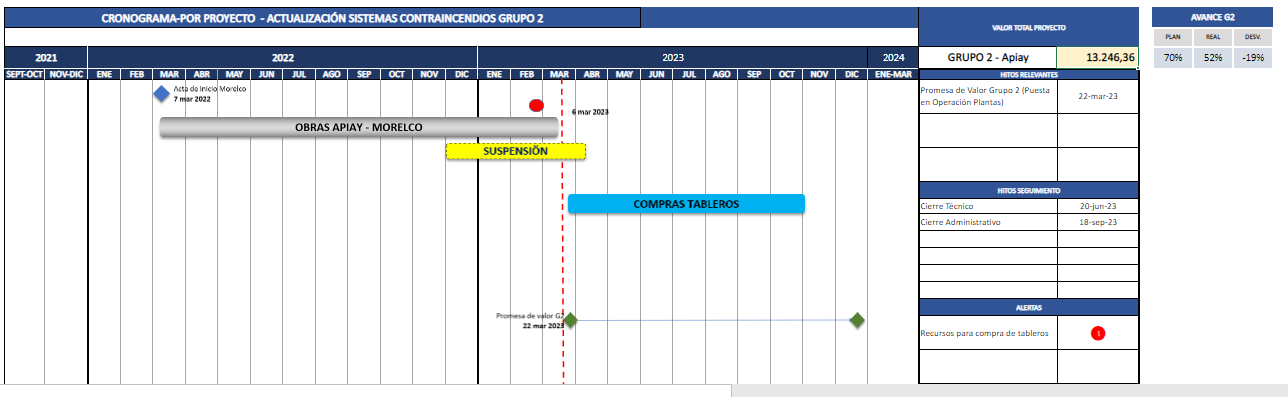 CRONOGRAMA-POR PROYECTO - ACTUALIZACIÓN SISTEMAS CONTRAINCENDIOS GRUPO 2
VALOR TOTAL PROYECTO
AVANCE G2
PLAN REAL DESV.
2021 2022 2023 2024
GRUPO 2 - Apiay 13.246,36
70% 52% -19%
SEPT-OCT NOV-DIC ENE FEB MAR ABR MAY JUN JUL AGO SEP OCT NOV DIC ENE FEB MAR ABR MAY JUN JUL AGO SEP OCT NOV DIC ENE-MAR
HITOS RELEVANTES
Acta de Inicio Morelco
7 mar 2022
6 mar 2023
Promesa de Valor Grupo 2 (Puesta
en Operación Plantas)
22-mar-23
OBRAS APIAY - MORELCO
SUSPENSIÖN
HITOS SEGUIMIENTO
COMPRAS TABLEROS
Cierre Técnico 20-jun-23
Cierre Administrativo 18-sep-23
ALERTAS
Promesa de valor G2
22 mar 2023
Recursos para compra de tableros 1